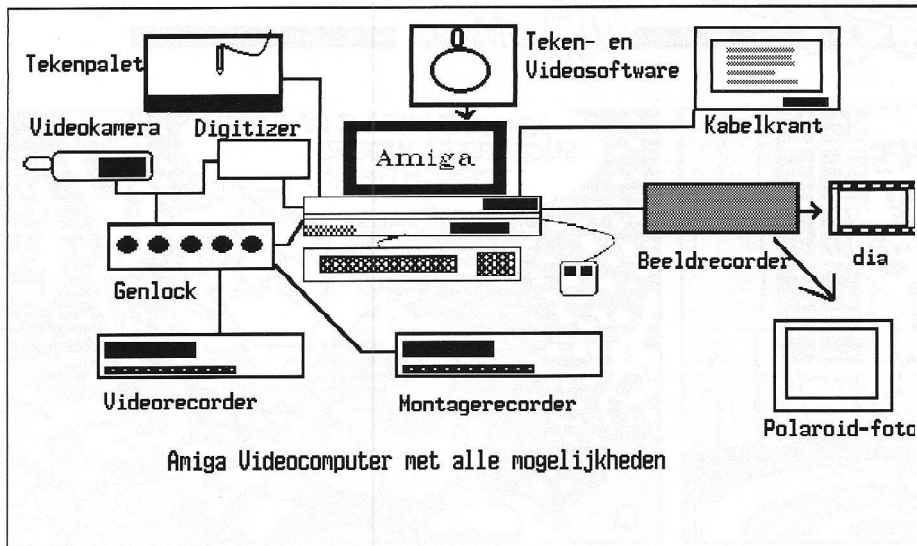 Tekenpalet
Teken- en
Videosoftware
Kabelkrant
Videokamera
Digitizer
Amiga
Genlock
Beeldrecorder
dia
Videorecorder
Montagerecorder
Polaroid-foto
Amiga Videocomputer met alle mogelijkheden